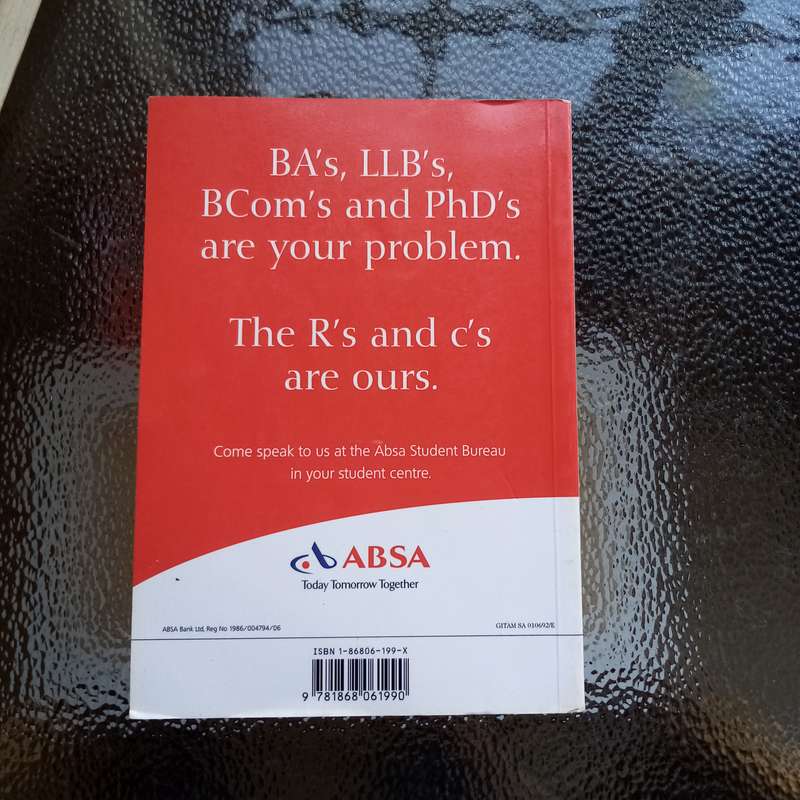 BA's, LLB's,
BCom's and PhD's
are your problem.
The R's and c's
are ours.
Come speak to us at the Absa Student Bureau
in your student centre.
ABSA
Today Tomorrow Together
ABSA Bank Ltd, Reg No 1986/004794/06
GITAM SA 010692/E
ISBN 1-86806-199-X
9 781868 061990